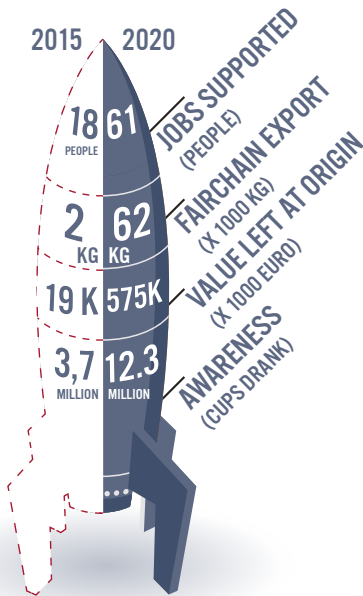 2015 2020
18 61
PEOPLE
JOBS SUPPORTED
(PEOPLE)
2 62
KG KG
FAIRCHAIN EXPORT
(X 1000 KG)
19 K 575K
VALUE LEFT AT ORIGIN
(X 1000 EURO)
3,7 12.3
MILLION MILLION
AWARENESS
(CUPS DRANK)